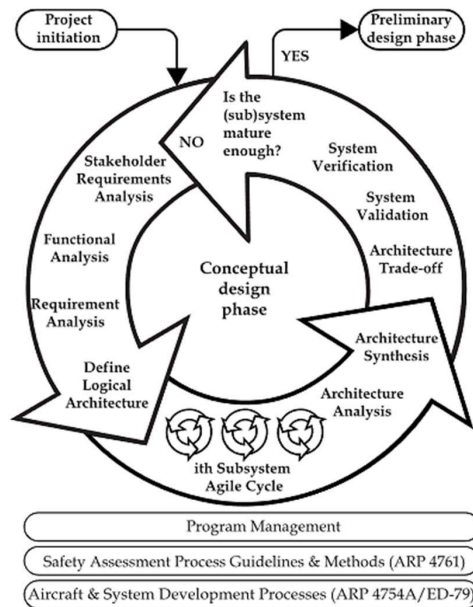 Project
initiation
Preliminary
design phase
YES
Is the
(sub)system
mature
enough?
NO
Stakeholder
Requirements
Analysis
Functional
Analysis
Requirement
Analysis
Define
Logical
Architecture
Conceptual
design
phase
System
Verification
System
Validation
Architecture
Trade-off
Architecture
Synthesis
Architecture
Analysis
ith Subsystem
Agile Cycle
Program Management
Safety Assessment Process Guidelines & Methods (ARP 4761)
Aircraft & System Development Processes (ARP 4754A/ED-79)